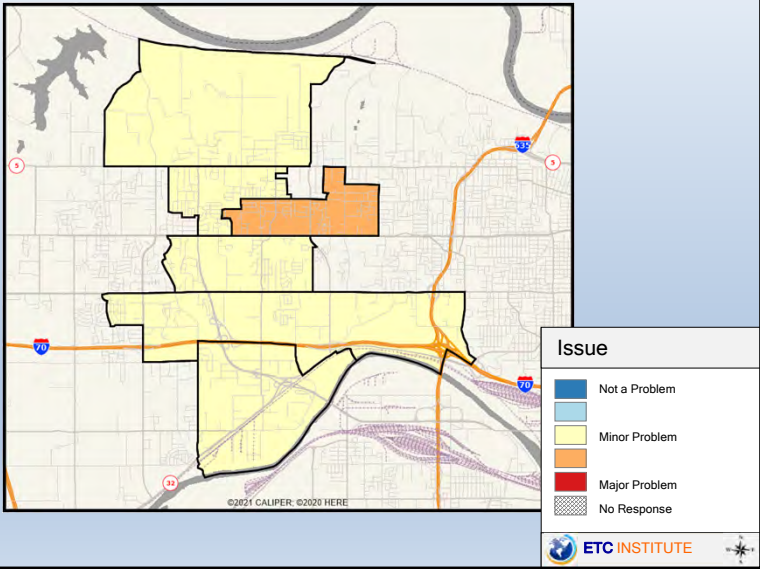 635
5
5
70
70
32
©2021 CALIPER; ©2020 HERE
Issue
Not a Problem
Minor Problem
Major Problem
No Response
ETC INSTITUTE